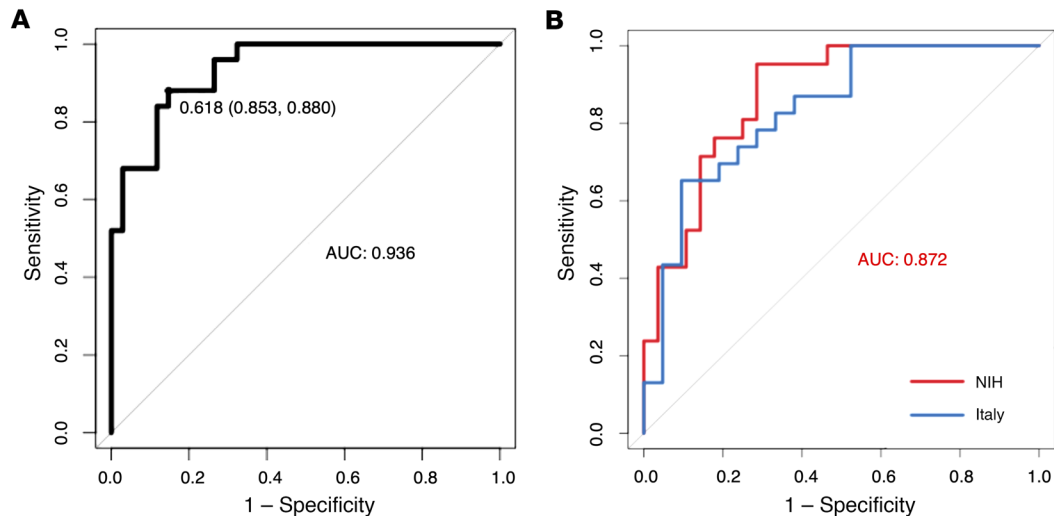 A
1.0
0.8
0.6
0.4
0.2
0.0
Sensitivity
0.618 (0.853, 0.880)
AUC: 0.936
0.0 0.2 0.4 0.6 0.8 1.0
1 – Specificity
B
1.0
0.8
0.6
0.4
0.2
0.0
Sensitivity
AUC: 0.872
NIH
Italy
0.0 0.2 0.4 0.6 0.8 1.0
1 – Specificity